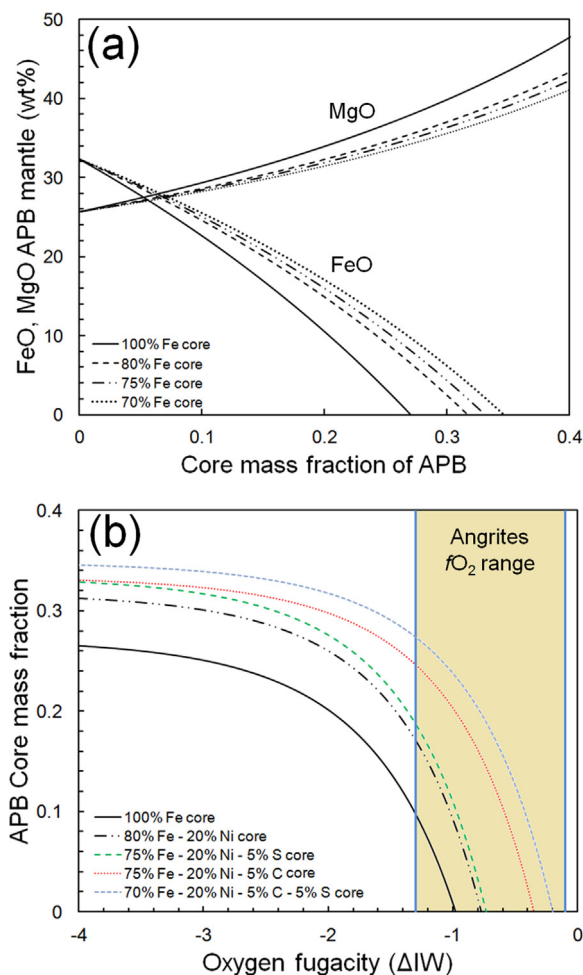 (a)
50
40
30
20
10
0
FeO, MgO APB mantle (wt%)
MgO
FeO
100% Fe core
80% Fe core
75% Fe core
70% Fe core
0 0.1 0.2 0.3 0.4
Core mass fraction of APB
(b)
0.4
0.3
0.2
0.1
0
APB Core mass fraction
Angrites
fO₂ range
100% Fe core
80% Fe - 20% Ni core
75% Fe - 20% Ni - 5% S core
75% Fe - 20% Ni - 5% C core
70% Fe - 20% Ni - 5% C - 5% S core
-4 -3 -2 -1 0
Oxygen fugacity (ΔIW)